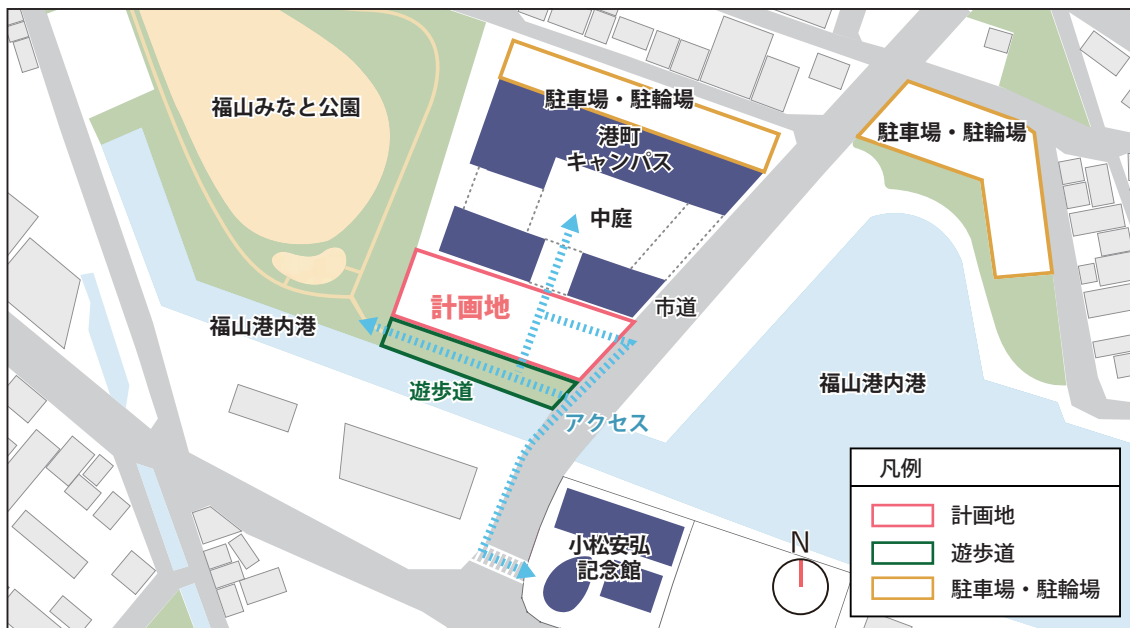 福山みなと公園
駐車場・駐輪場
港町
キャンパス
駐車場・駐輪場
中庭
計画地
市道
福山港内港
遊歩道
アクセス
福山港内港
小松安弘
記念館
N
凡例
計画地
遊歩道
駐車場・駐輪場